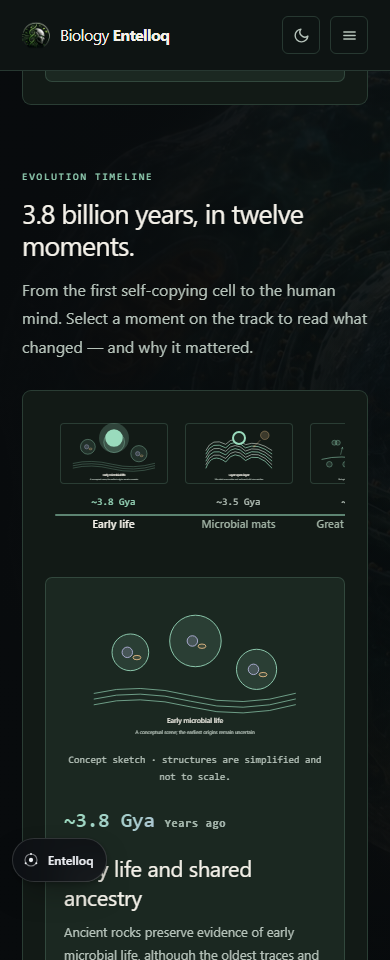 Biology Entelloq
EVOLUTION TIMELINE
3.8 billion years, in twelve
moments.
From the first self-copying cell to the human
mind. Select a moment on the track to read what
changed — and why it mattered.
~3.8 Gya
~3.5 Gya
~
Early life
Microbial mats
Great
Early microbial life
A conceptual scene; the earliest origins remain uncertain
Concept sketch · structures are simplified and
not to scale.
~3.8 Gya Years ago
y life and shared
ancestry
Entelloq
Ancient rocks preserve evidence of early
microbial life, although the oldest traces and